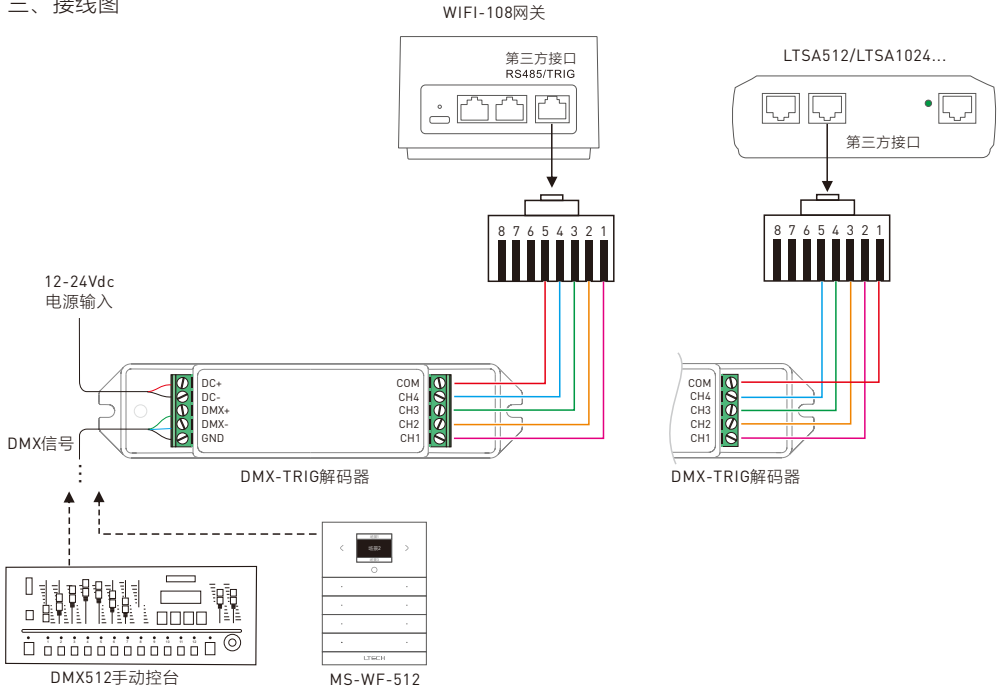 三、接线图
WIFI-108网关
第三方接口
RS485/TRIG
LTSA512/LTSA1024...
第三方接口
8 7 6 5 4 3 2 1
8 7 6 5 4 3 2 1
12-24Vdc
电源输入
DC+
DC-
DMX+
DMX-
GND
COM
CH4
CH3
CH2
CH1
COM
CH4
CH3
CH2
CH1
DMX信号
DMX-TRIG解码器
DMX-TRIG解码器
LTECH
DMX512手动控台
MS-WF-512